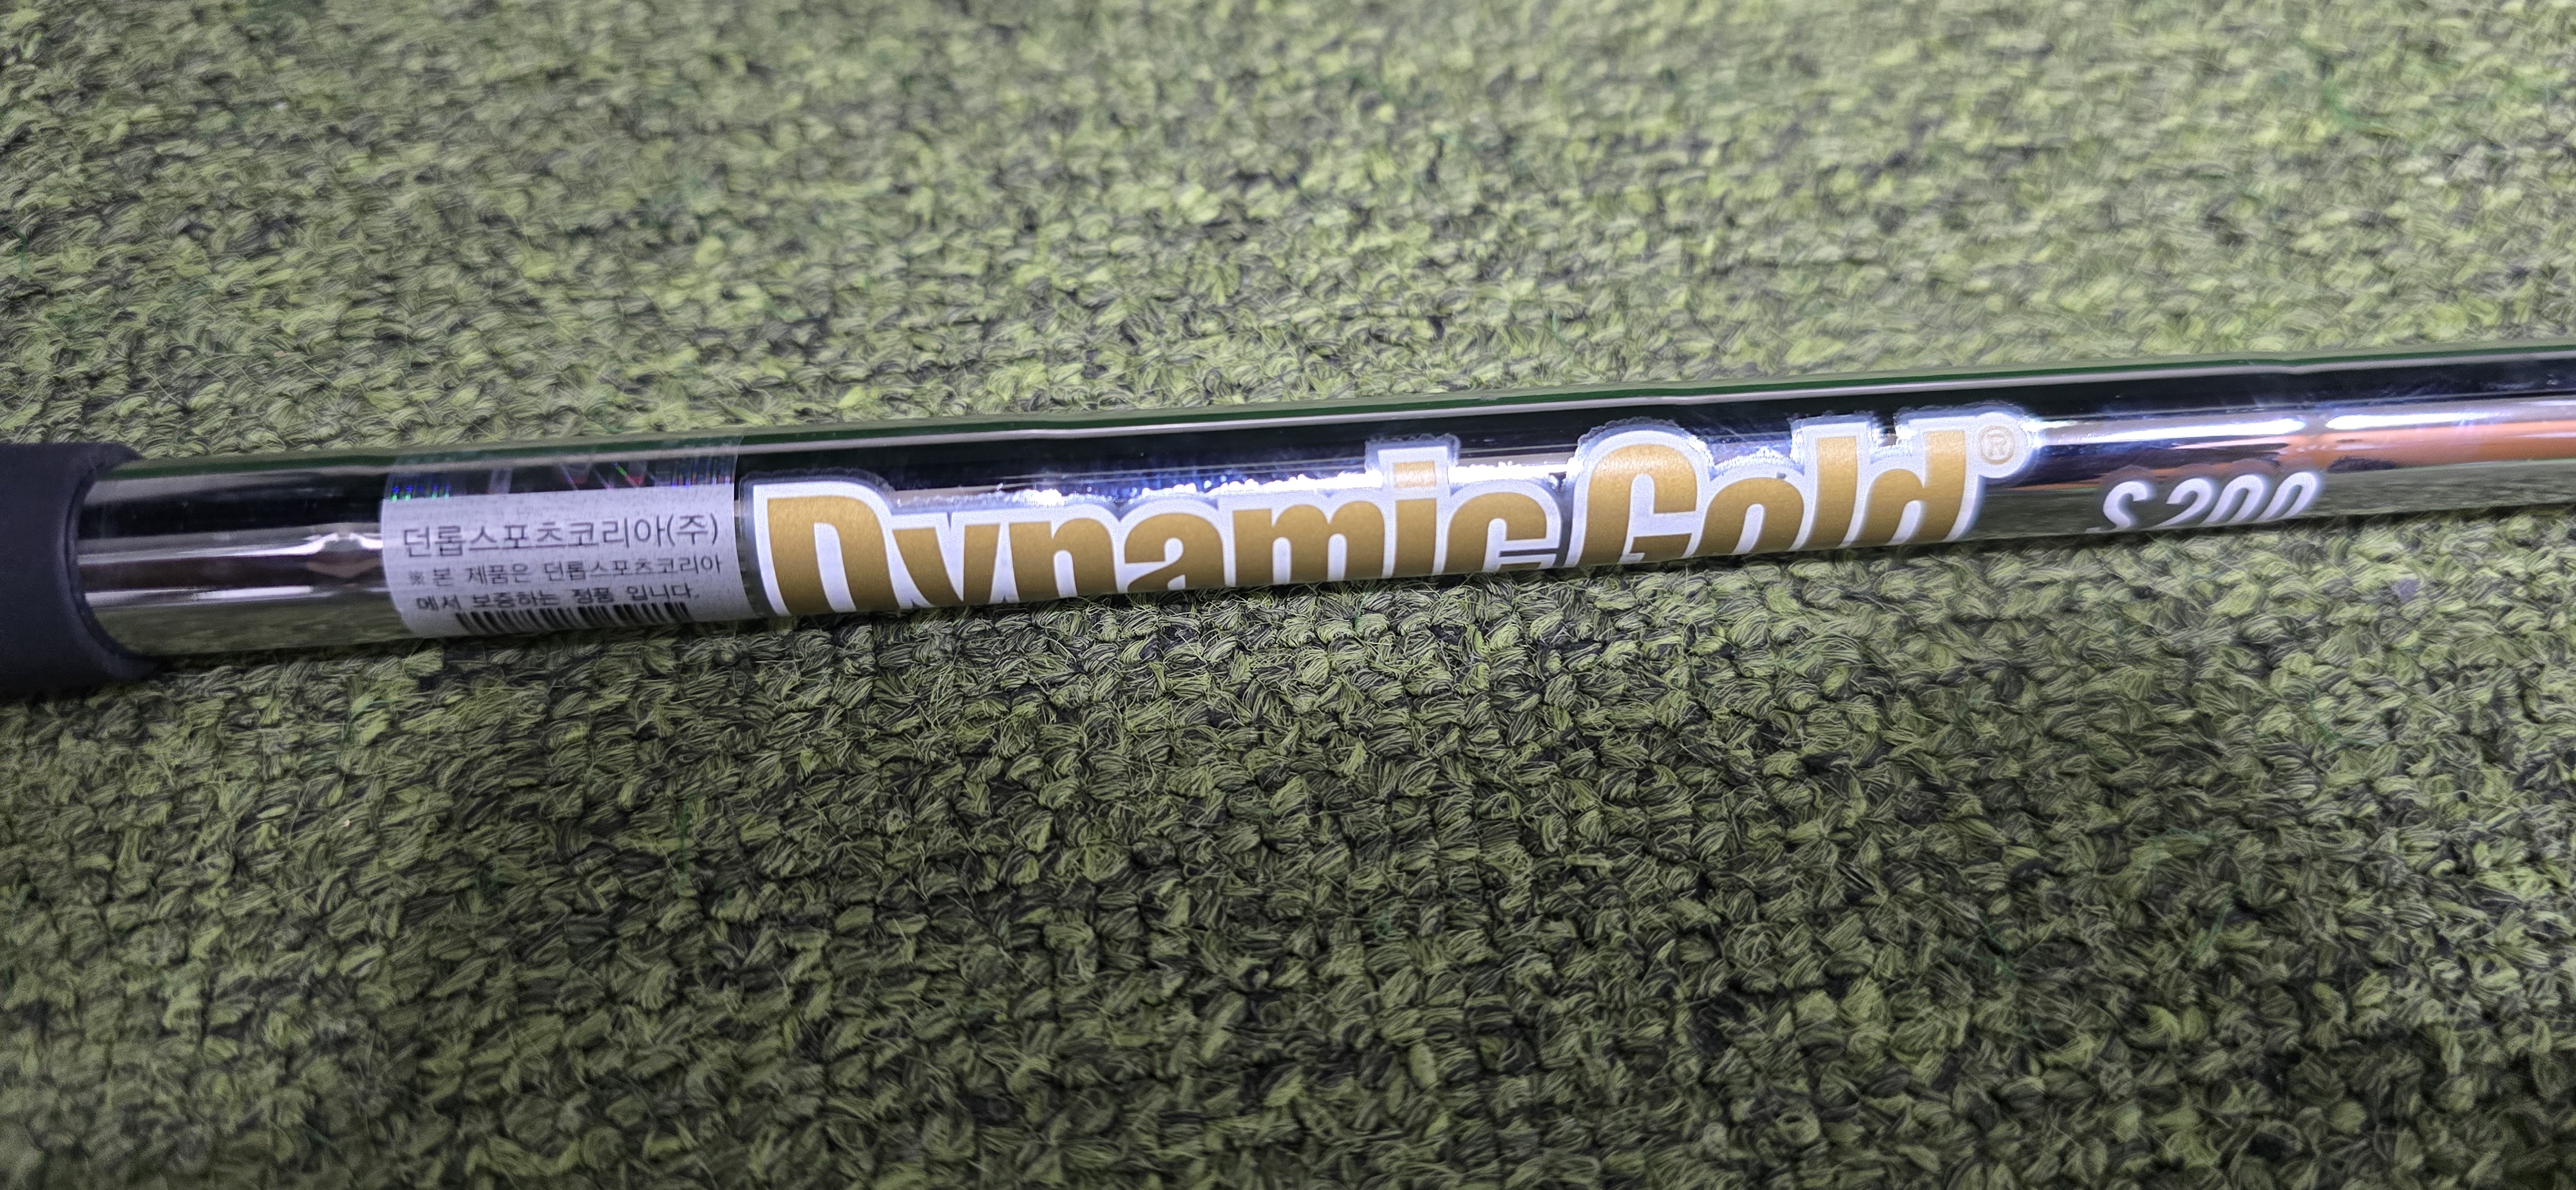 던롭스포츠코리아(주)
※본 제품은 던롭스포츠코리아
에서 보증하는 정품 입니다.
Dynamic Gold®
S200